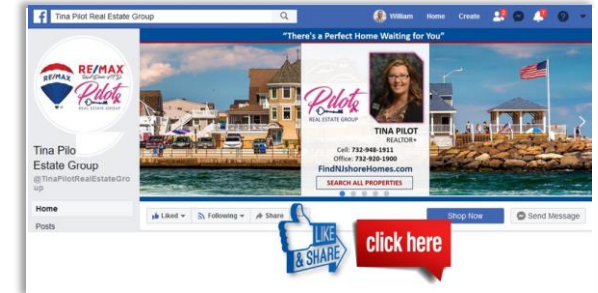 Tina Pilot Real Estate Group
William Home Create
"There's a Perfect Home Waiting for You"
RE/MAX
RE/MAX
Pilot
REAL ESTATE GROUP
TINA PILOT
REALTOR®
Cell: 732-948-1911
Office: 732-920-1900
FindNJshoreHomes.com
SEARCH ALL PROPERTIES
Pilot
REAL ESTATE GROUP
Tina Pilo
Estate Group
@TinaPilotRealEstateGro
up
Home
Posts
Liked Following Share
Shop Now Send Message
LIKE
& SHARE
click here